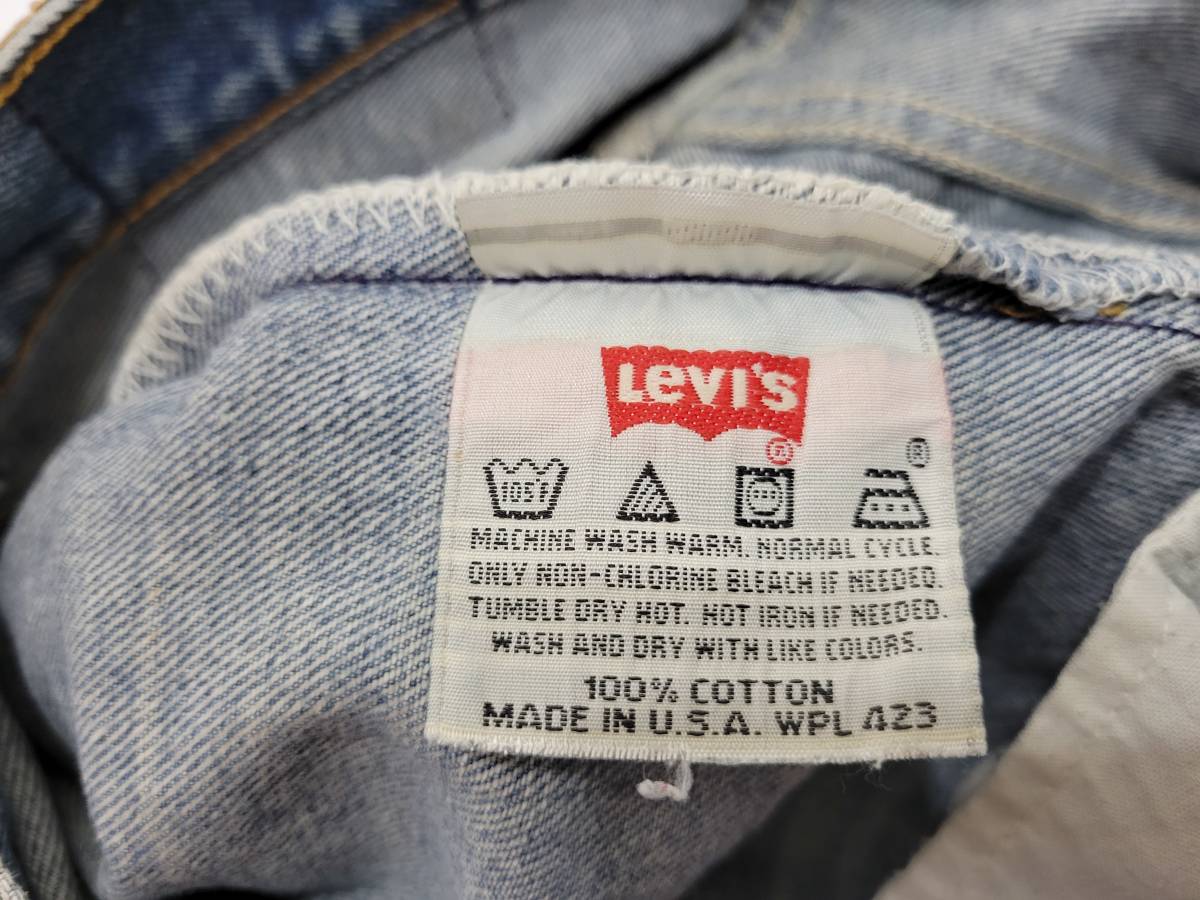 Levi's
®
®
105°F
MACHINE WASH WARM. NORMAL CYCLE.
ONLY NON-CHLORINE BLEACH IF NEEDED.
TUMBLE DRY HOT. HOT IRON IF NEEDED.
WASH AND DRY WITH LIKE COLORS.
100% COTTON
MADE IN U.S.A. WPL 423